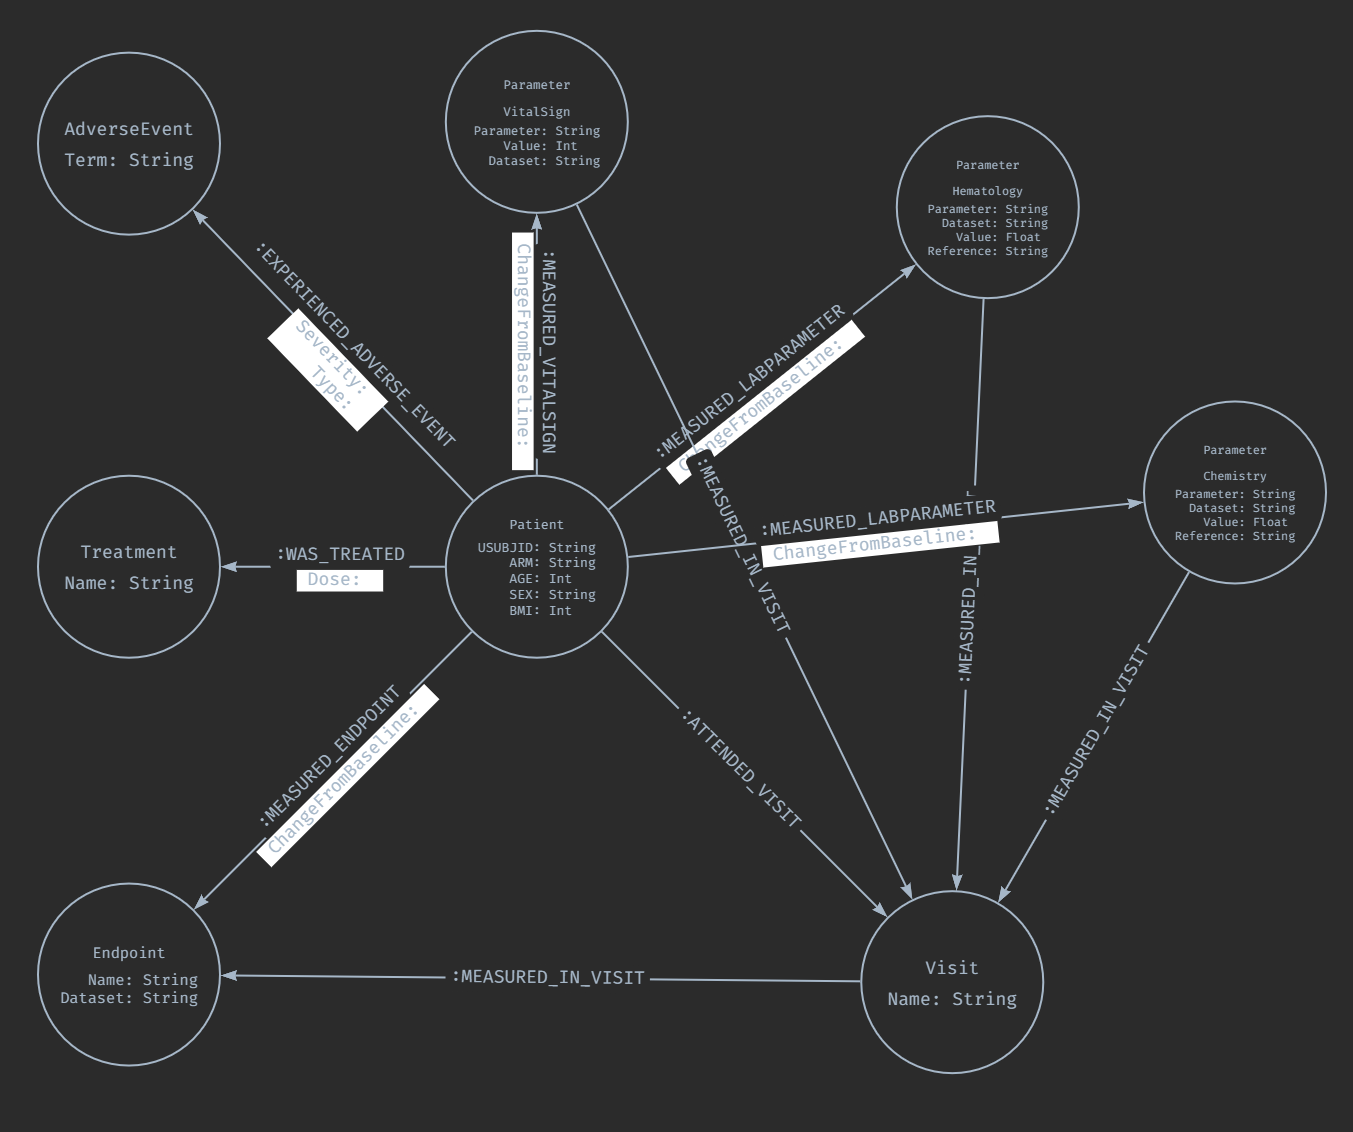 AdverseEvent
Term: String
Parameter
VitalSign
Parameter: String
Value: Int
Dataset: String
Parameter
Hematology
Parameter: String
Dataset: String
Value: Float
Reference: String
:EXPERIENCED_ADVERSE_EVENT
Severity:
Type:
:MEASURED_VITALSIGN
ChangeFromBaseline:
:MEASURED_LABPARAMETER
ChangeFromBaseline:
Parameter
Chemistry
Parameter: String
Dataset: String
Value: Float
Reference: String
:MEASURED_LABPARAMETER
ChangeFromBaseline:
Treatment
Name: String
:WAS_TREATED
Dose:
Patient
USUBJID: String
ARM: String
AGE: Int
SEX: String
BMI: Int
:MEASURED_IN_VISIT
:MEASURED_IN_
:MEASURED_IN_VISIT
:MEASURED_ENDPOINT
ChangeFromBaseline:
:ATTENDED_VISIT
Endpoint
Name: String
Dataset: String
:MEASURED_IN_VISIT
Visit
Name: String